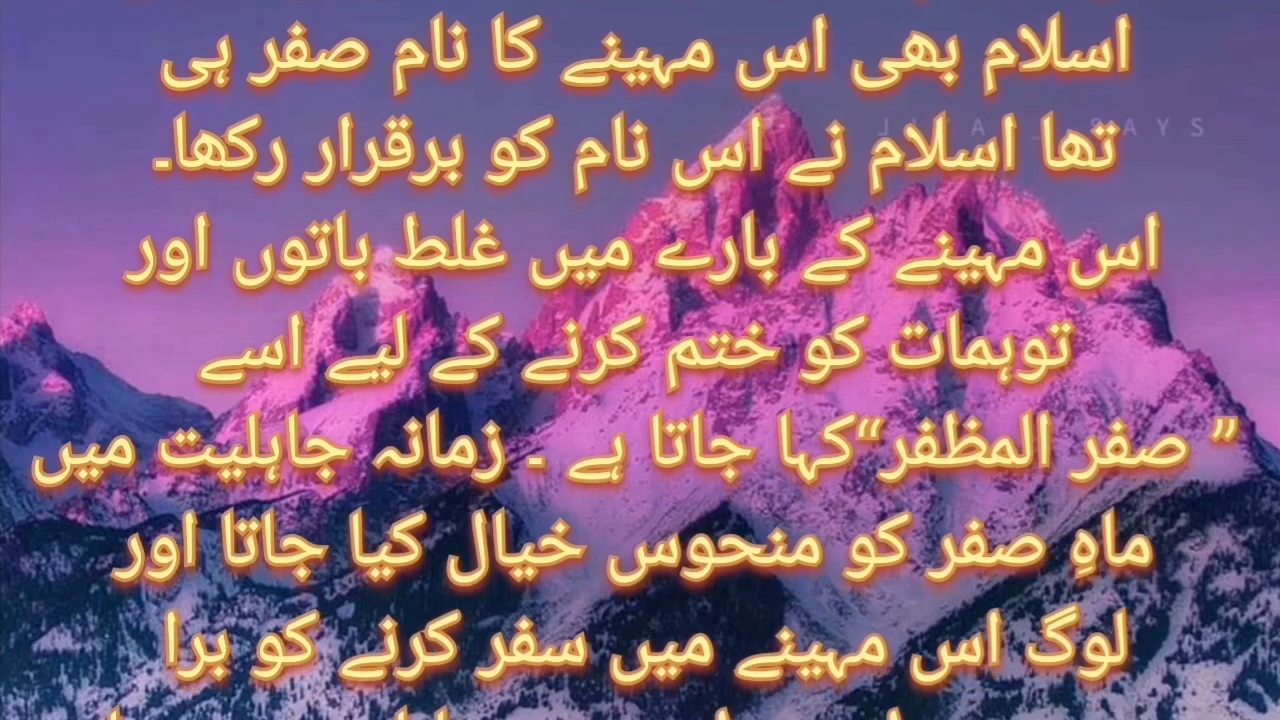 اسلام بھی اس مہینے کا نام صفر ہی
تھا اسلام نے اس نام کو برقرار رکھا۔
اس مہینے کے بارے میں غلط باتوں اور
توہمات کو ختم کرنے کے لیے اسے
” صفر المظفر“کہا جاتا ہے ۔ زمانہ جاہلیت میں
ماہِ صفر کو منحوس خیال کیا جاتا اور
لوگ اس مہینے میں سفر کرنے کو برا